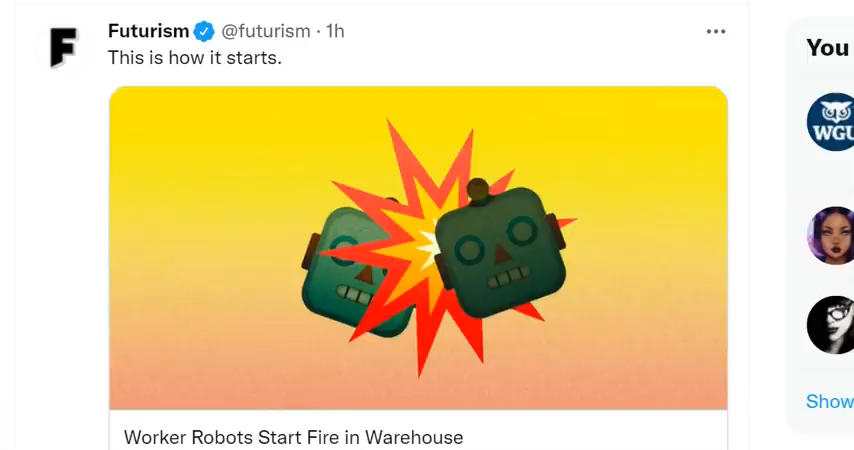 Futurism @futurism · 1h
This is how it starts.
Worker Robots Start Fire in Warehouse
You
WGU
Show